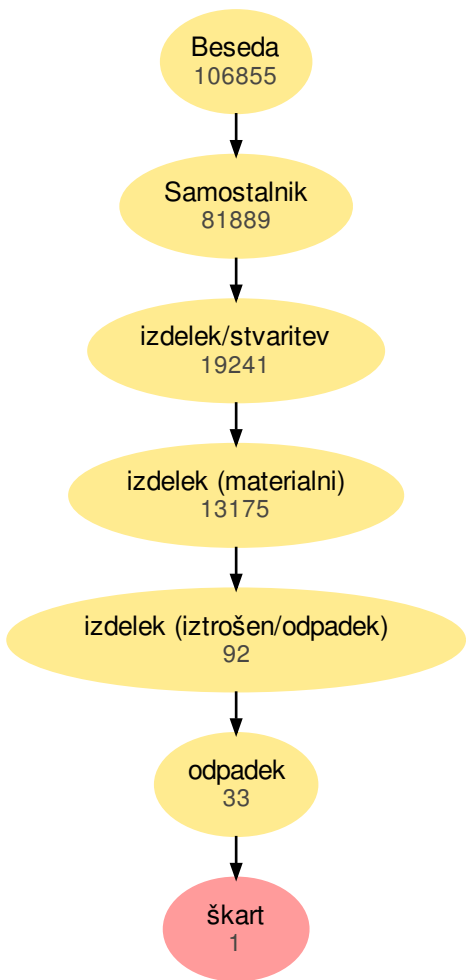 Beseda
106855
Samostalnik
81889
izdelek/stvaritev
19241
izdelek (materialni)
13175
izdelek (iztrošen/odpadek)
92
odpadek
33
škart
1